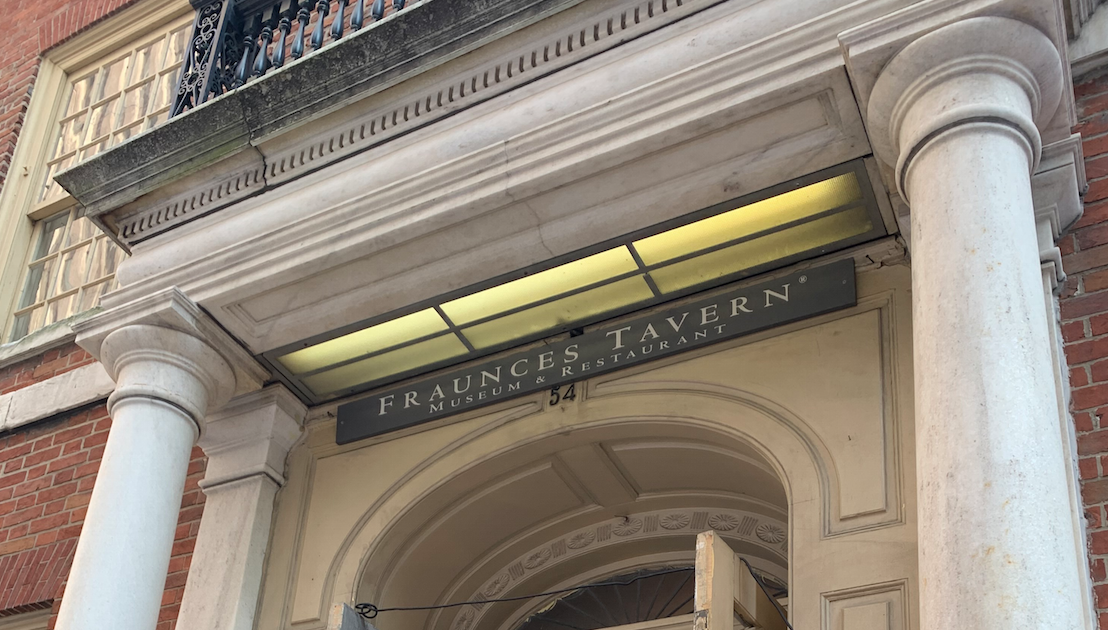 FRAUNCES TAVERN®
MUSEUM & RESTAURANT
54